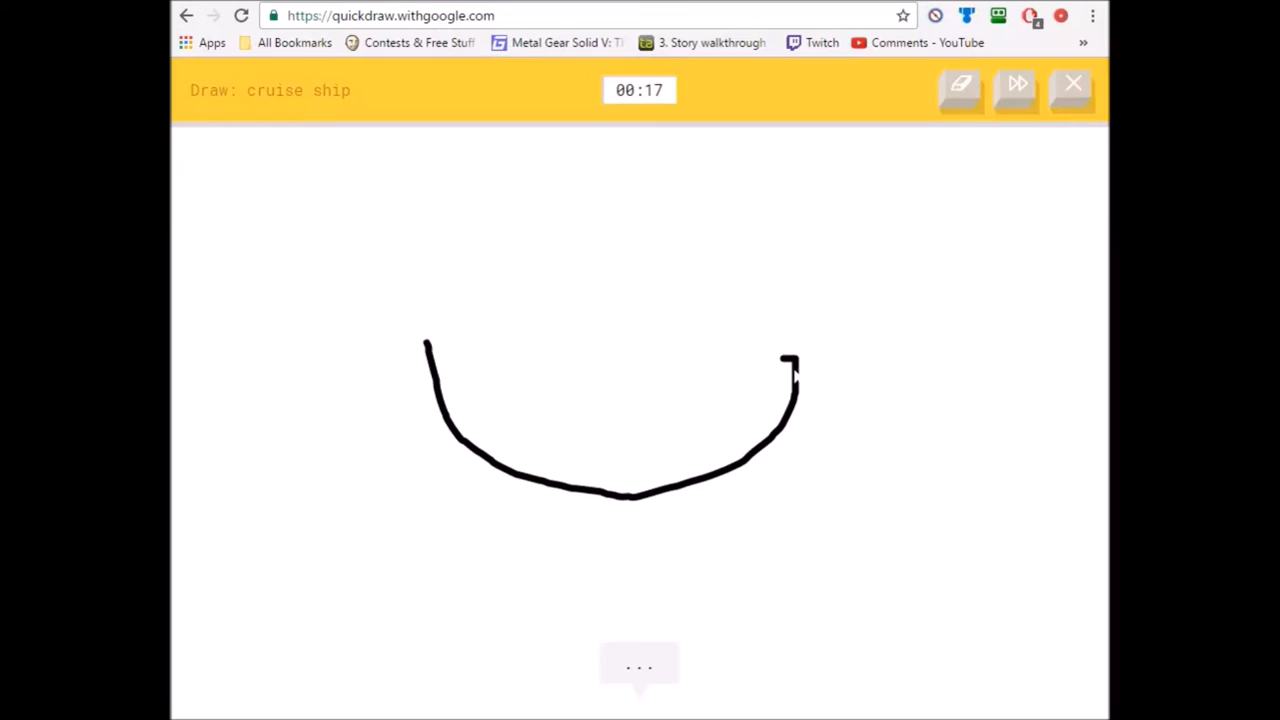 https://quickdraw.withgoogle.com
4
Apps All Bookmarks Contests & Free Stuff Metal Gear Solid V: T 3. Story walkthrough Twitch Comments - YouTube »
Draw: cruise ship 00:17
...